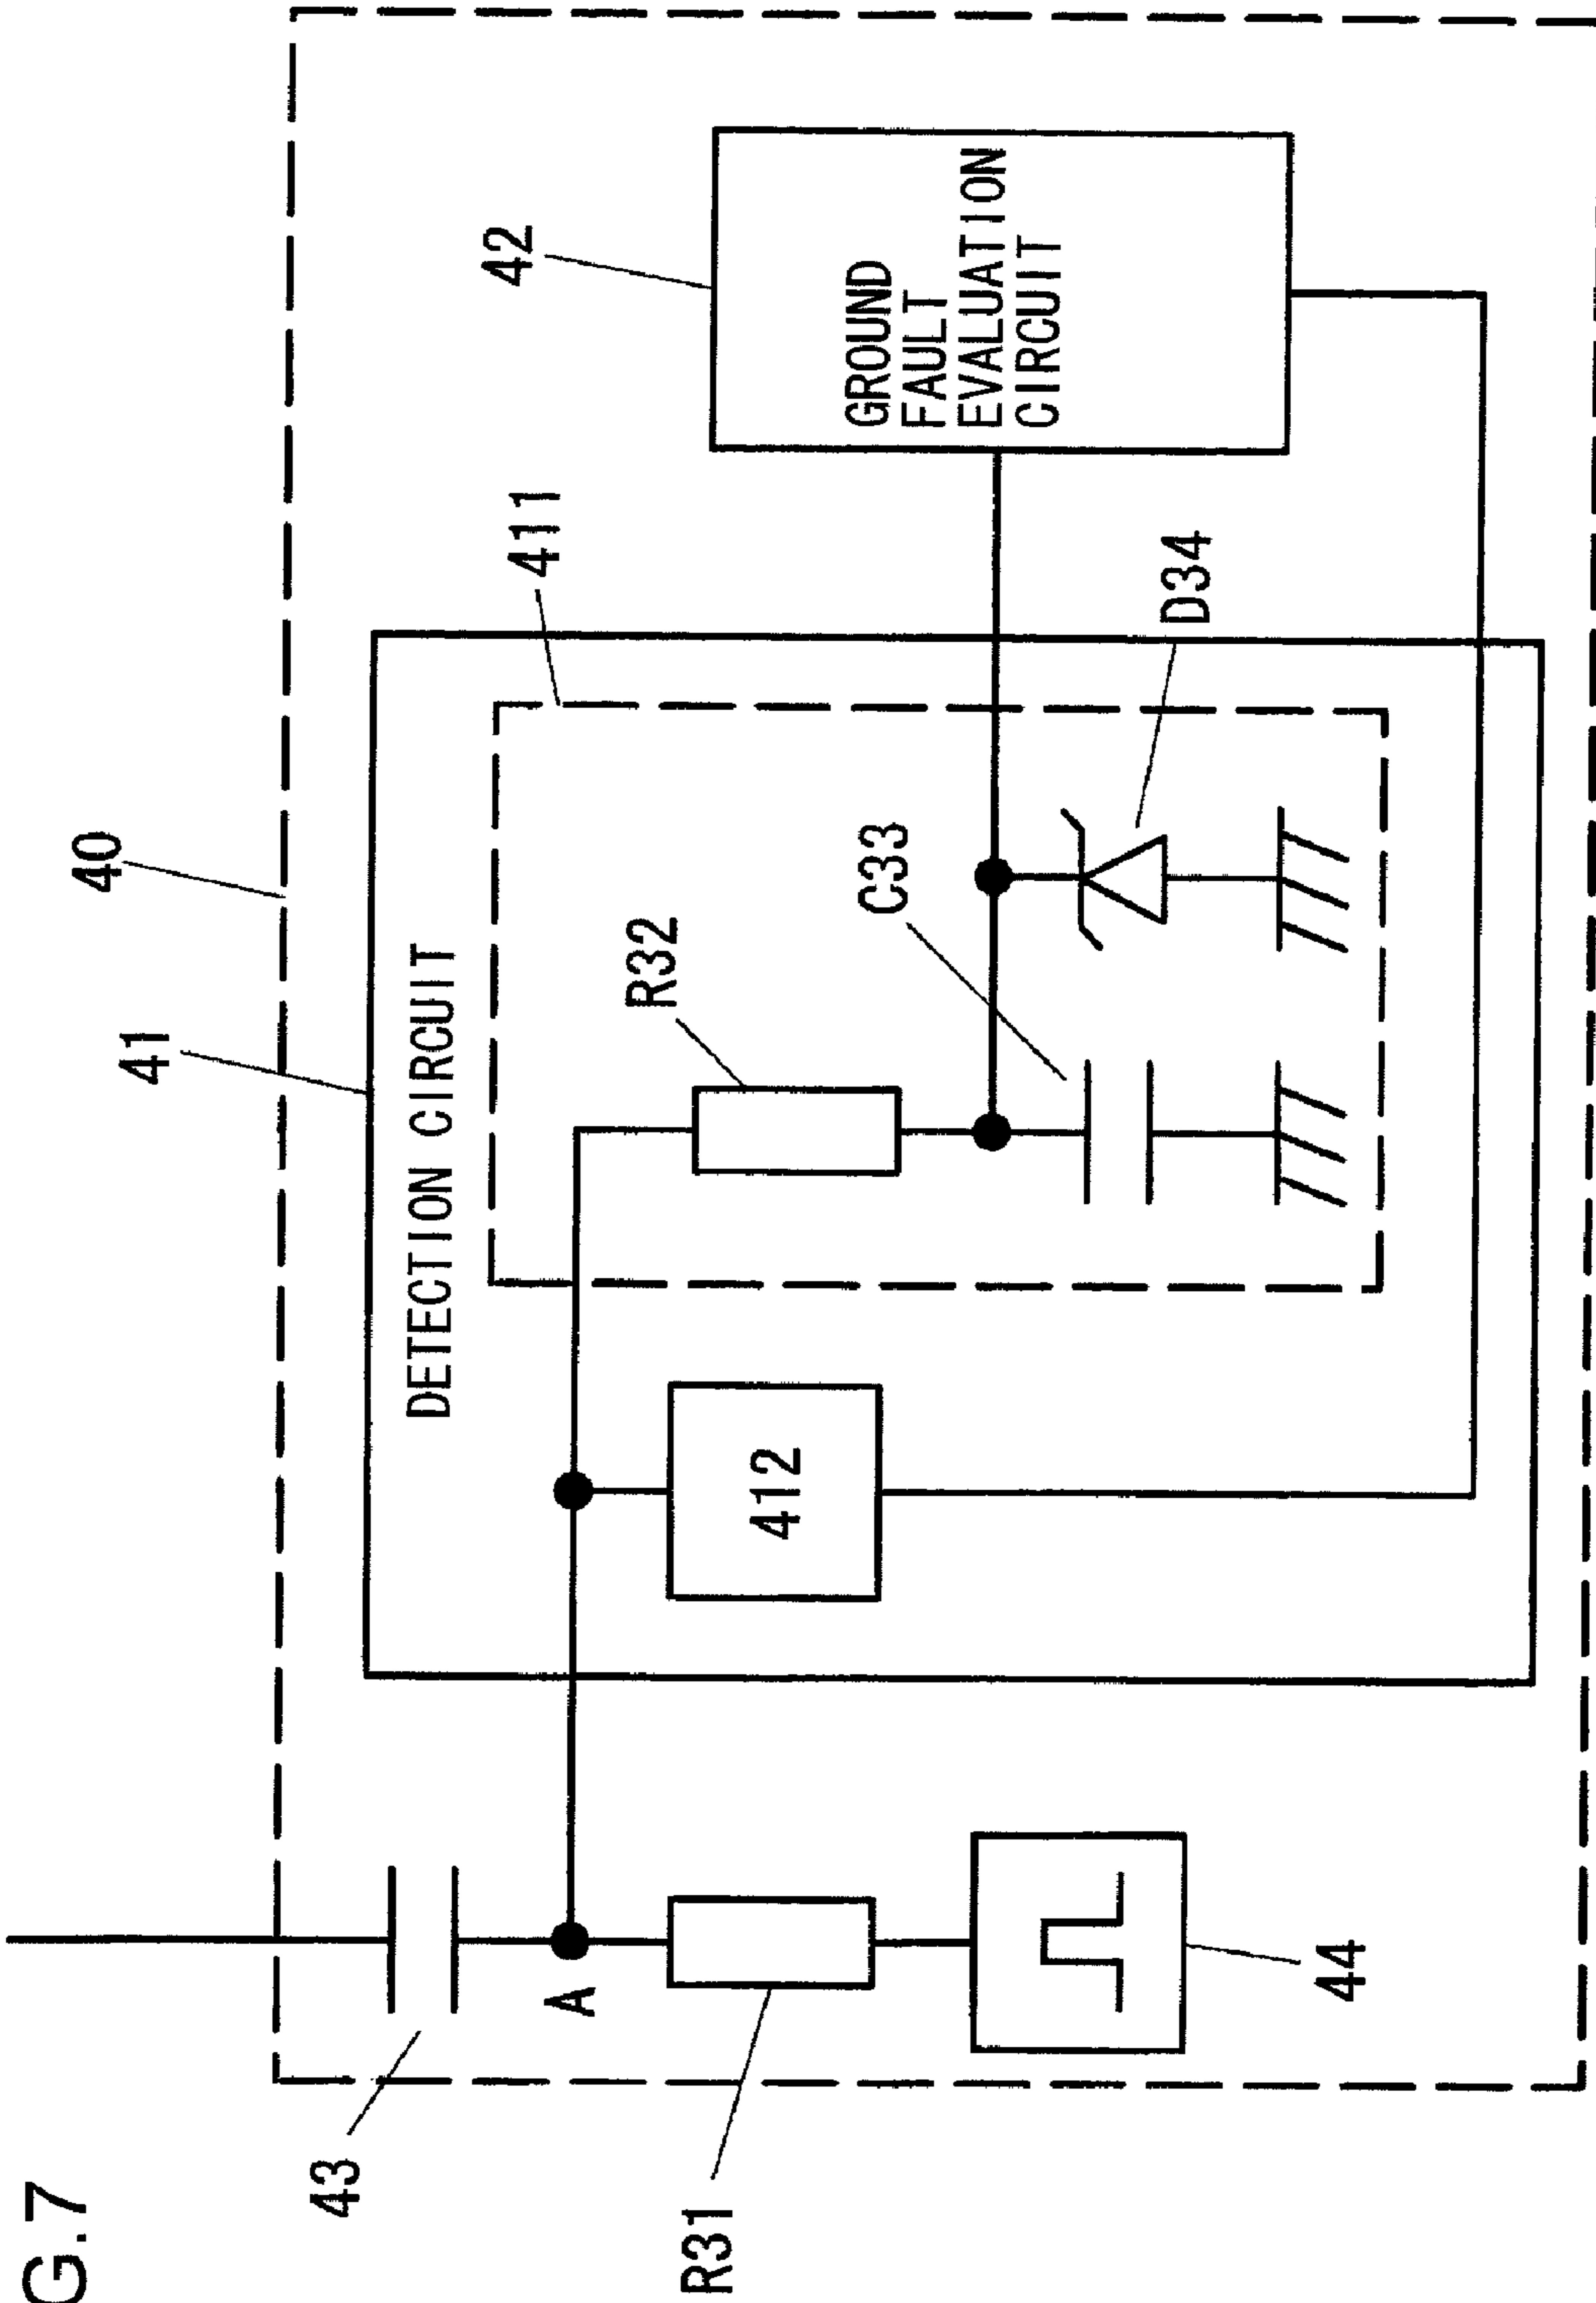 G.7
40
41
DETECTION CIRCUIT
411
42
43
A
R31
44
412
R32
C33
D34
GROUND
FAULT
EVALUATION
CIRCUIT